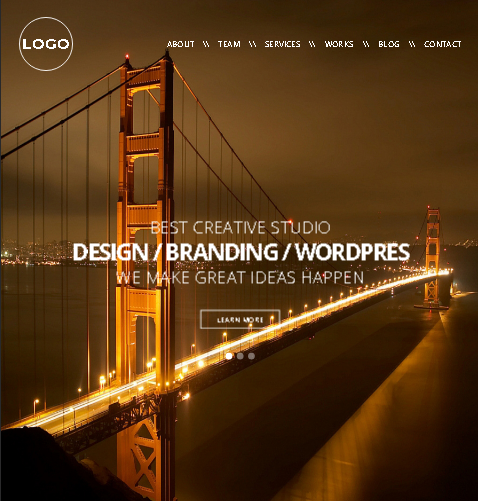 LOGO
ABOUT \\ TEAM \\ SERVICES \\ WORKS \\ BLOG \\ CONTACT
BEST CREATIVE STUDIO
DESIGN / BRANDING / WORDPRES
WE MAKE GREAT IDEAS HAPPEN
LEARN MORE